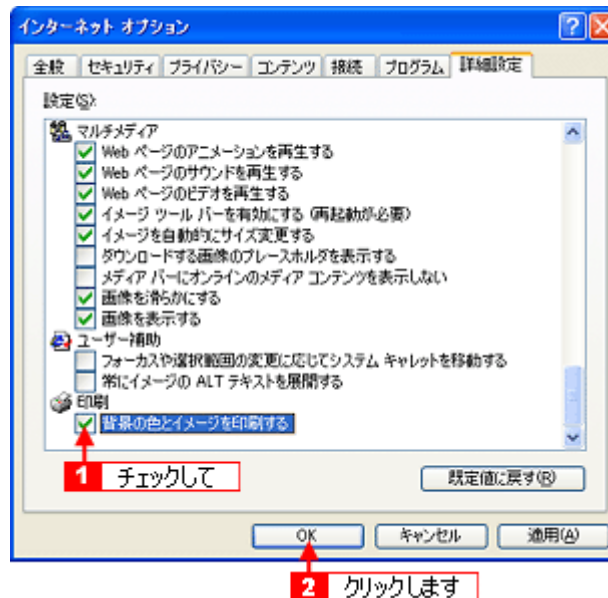 インターネット オプション
全般 セキュリティ プライバシー コンテンツ 接続 プログラム 詳細設定
設定(S):
マルチメディア
Web ページのアニメーションを再生する
Web ページのサウンドを再生する
Web ページのビデオを再生する
イメージ ツール バーを有効にする (再起動が必要)
イメージを自動的にサイズ変更する
ダウンロードする画像のプレースホルダを表示する
メディア バーにオンラインのメディア コンテンツを表示しない
画像を滑らかにする
画像を表示する
ユーザー補助
フォーカスや選択範囲の変更に応じてシステム キャレットを移動する
常にイメージの ALT テキストを展開する
印刷
背景の色とイメージを印刷する
1 チェックして
既定値に戻す(R)
OK キャンセル 適用(A)
2 クリックします